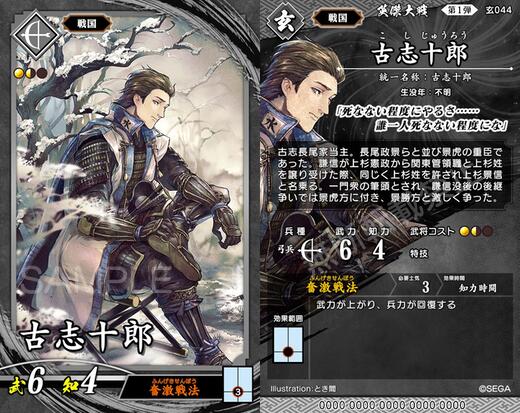 戦国
SAMPLE
古志十郎
武6 知4
ふんげきせんぽう
奮激戦法
3
玄
戦国
英傑大戦
第1弾
玄044
こし じゅうろう
古志十郎
統一名称：古志十郎
生没年：不明
「死なない程度にやるさ……
誰一人死なない程度にな」
古志長尾家当主。長尾政景らと並び景虎の重臣で
あった。謙信が上杉憲政から関東管領職と上杉姓
を譲り受けた際、同じく上杉姓を許され上杉景信
と名乗る。一門衆の筆頭とされ、謙信没後の後継
争いでは景虎方に付き、景勝方と激しく争った。
兵種 武力 知力 武将コスト
弓兵 6 4 特技
ふんげきせんぽう
奮激戦法
必要士気
3
効果時間
知力時間
武力が上がり、兵力が回復する
効果範囲
Illustration：とき間
©SEGA
0000 0000 0000 0000 0000